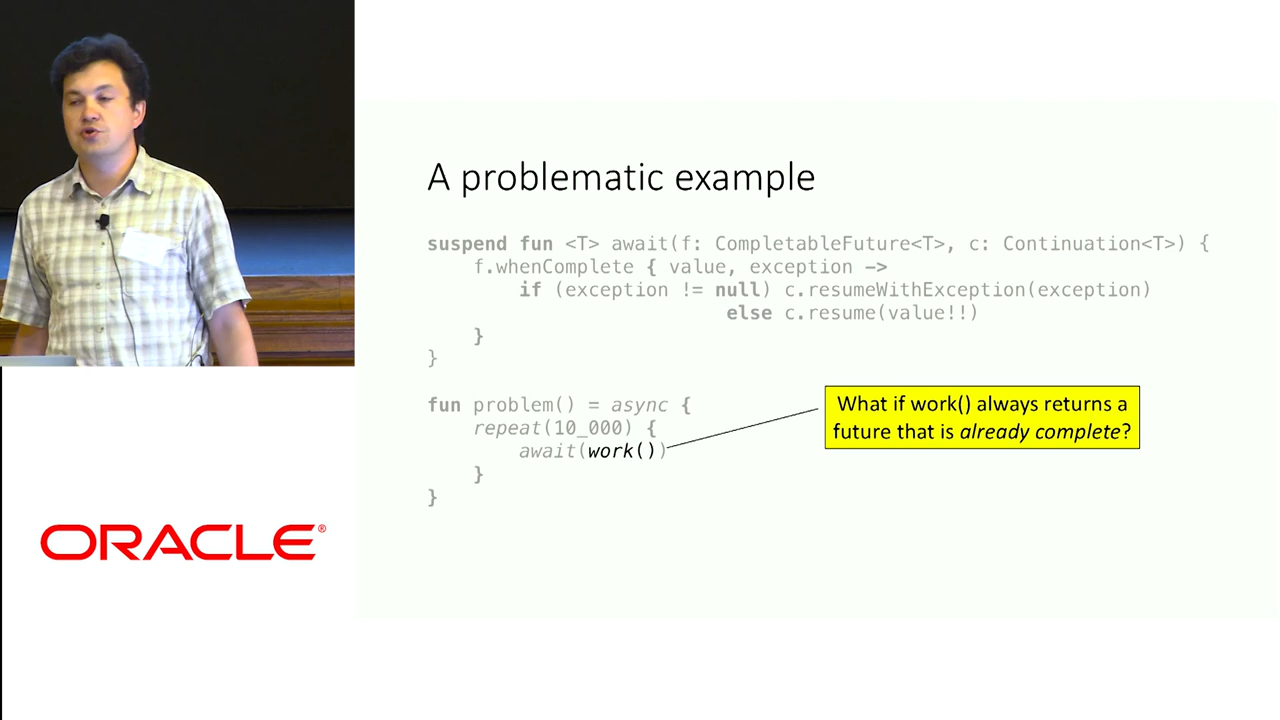 A problematic example
suspend fun <T> await(f: CompletableFuture<T>, c: Continuation<T>) {
    f.whenComplete { value, exception ->
        if (exception != null) c.resumeWithException(exception)
                          else c.resume(value!!)
    }
}
fun problem() = async {
    repeat(10_000) {
        await(work())
    }
}
What if work() always returns a
future that is already complete?
ORACLE®